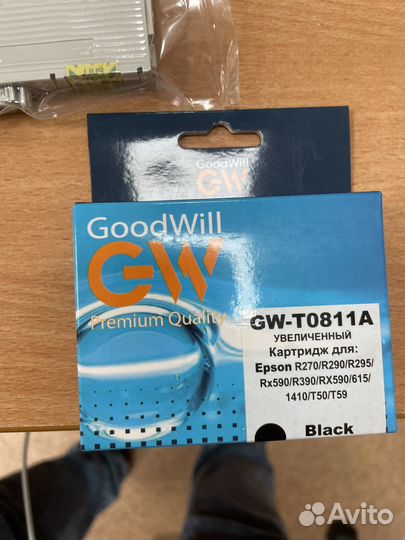 GoodWill
GW
GoodWill
GW
Premium Quality
GW-T0811A
УВЕЛИЧЕННЫЙ
Картридж для:
Epson R270/R290/R295/
Rx590/R390/RX590/615/
1410/T50/T59
Black
Avito